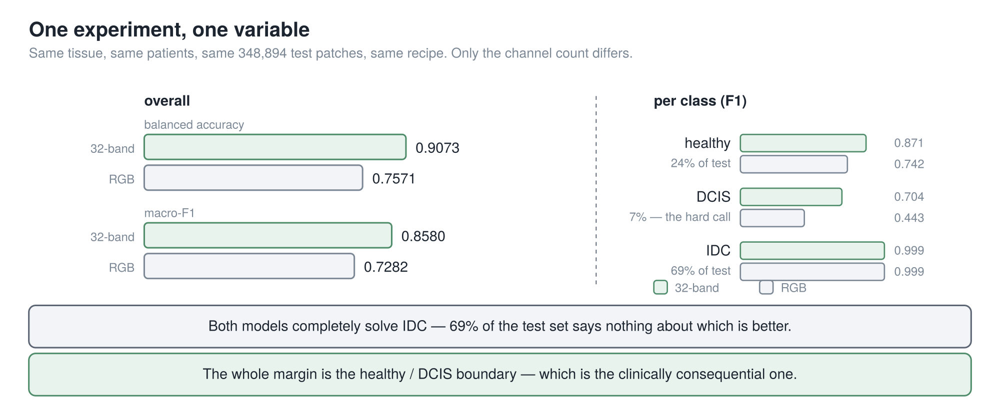 One experiment, one variable
Same tissue, same patients, same 348,894 test patches, same recipe. Only the channel count differs.
overall
balanced accuracy
32-band
0.9073
RGB
0.7571
macro-F1
32-band
0.8580
RGB
0.7282
per class (F1)
healthy
0.871
24% of test
0.742
DCIS
0.704
7% — the hard call
0.443
IDC
0.999
69% of test
0.999
32-band
RGB
Both models completely solve IDC — 69% of the test set says nothing about which is better.
The whole margin is the healthy / DCIS boundary — which is the clinically consequential one.